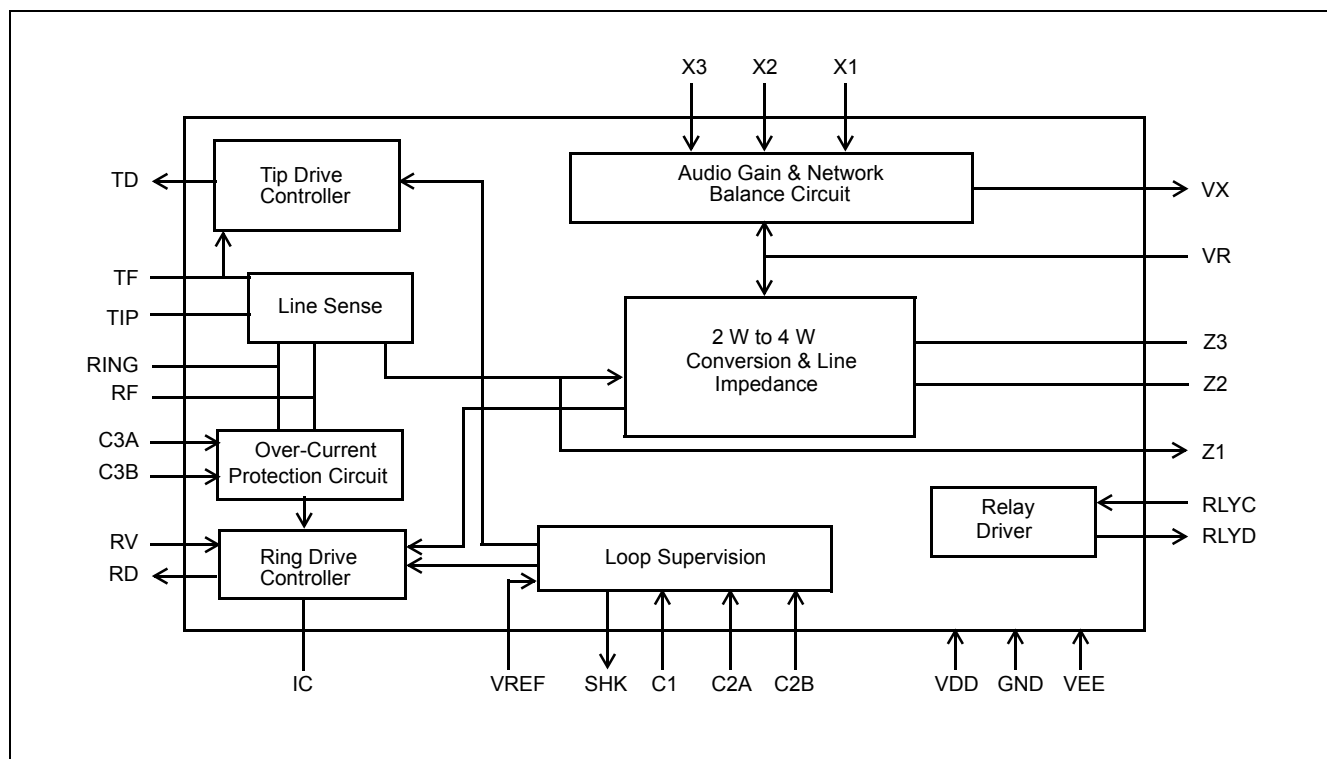 X3 X2 X1
Tip Drive
Controller
Audio Gain & Network
Balance Circuit
TD
VX
VR
TF
Line Sense
TIP
2 W to 4 W
Conversion & Line
Impedance
Z3
RING
Z2
RF
C3A
Over-Current
Protection Circuit
Z1
C3B
Relay
Driver
RLYC
RLYD
RV
Ring Drive
Controller
Loop Supervision
RD
IC VREF SHK C1 C2A C2B VDD GND VEE